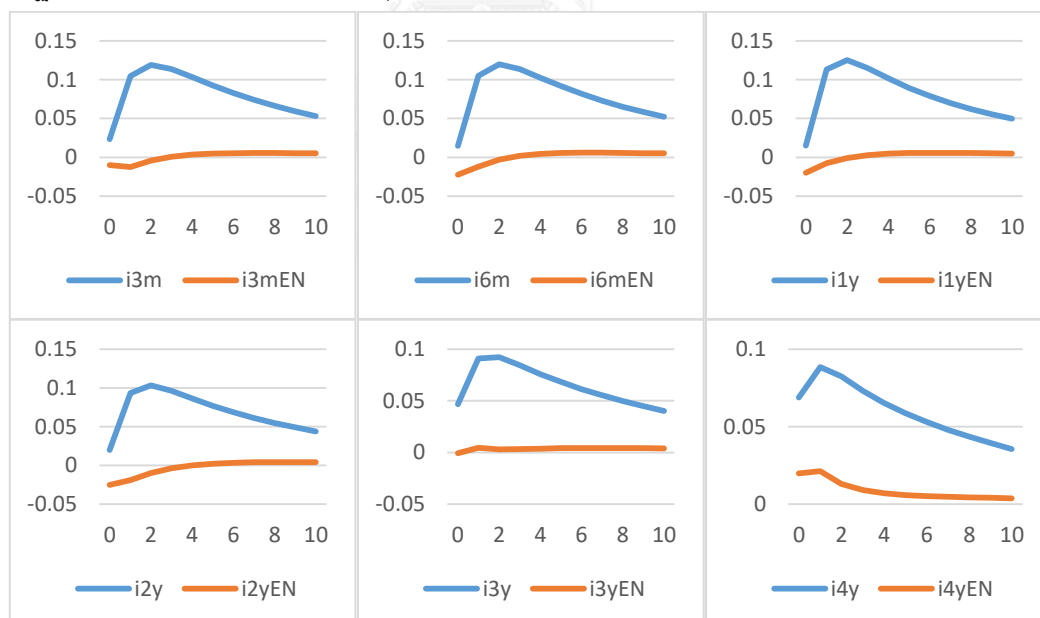 0.15 0.15 0.15
0.1 0.1 0.1
0.05 0.05 0.05
0 0 0
-0.05 -0.05 -0.05
0 2 4 6 8 10 0 2 4 6 8 10 0 2 4 6 8 10
i3m i3mEN i6m i6mEN i1y i1yEN
0.15 0.1 0.1
0.1 0.05
0.05 0 0.05
0
-0.05 -0.05 0
0 2 4 6 8 10 0 2 4 6 8 10 0 2 4 6 8 10
i2y i2yEN i3y i3yEN i4y i4yEN